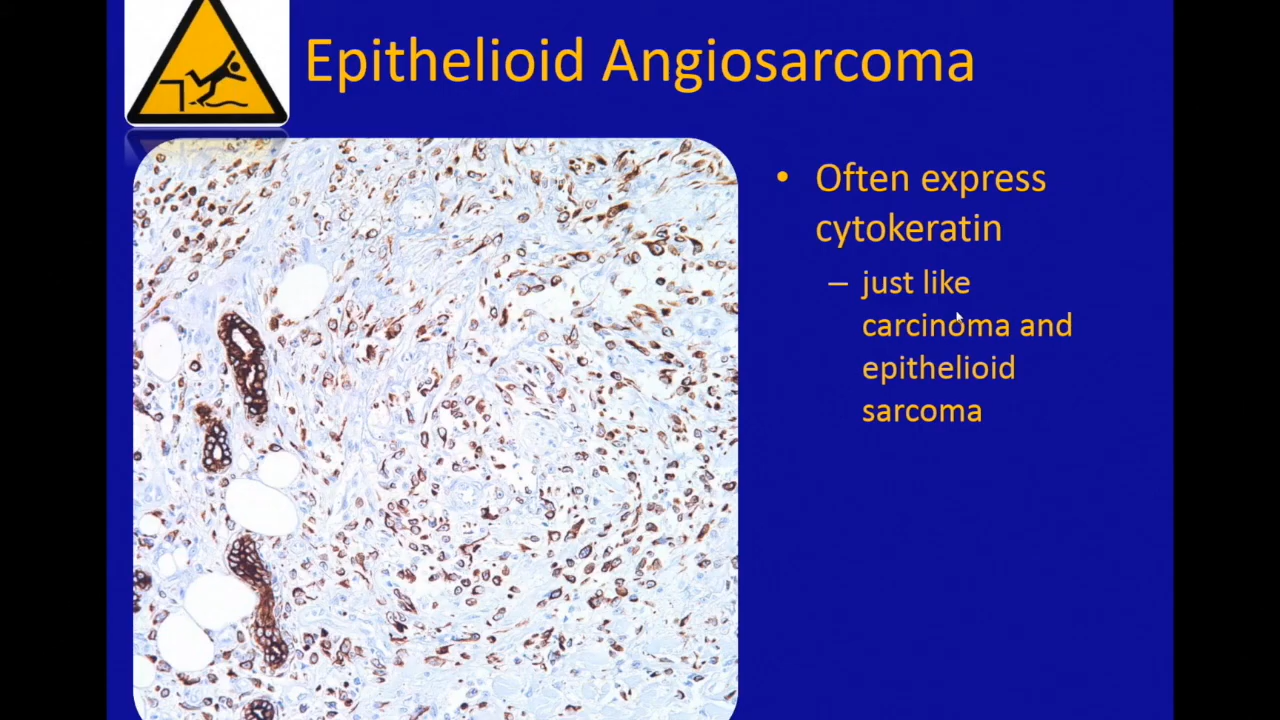 Epithelioid Angiosarcoma
• Often express
cytokeratin
– just like
carcinoma and
epithelioid
sarcoma